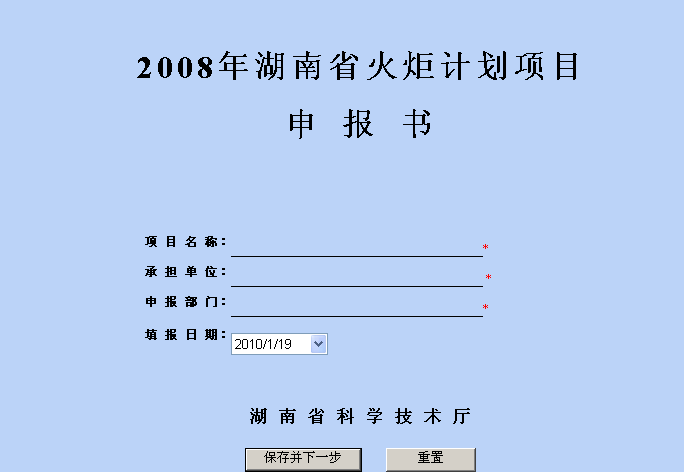 2008年湖南省火炬计划项目
申 报 书
项 目 名 称： *
承 担 单 位： *
申 报 部 门： *
填 报 日 期： 2010/1/19
湖 南 省 科 学 技 术 厅
保存并下一步 重置